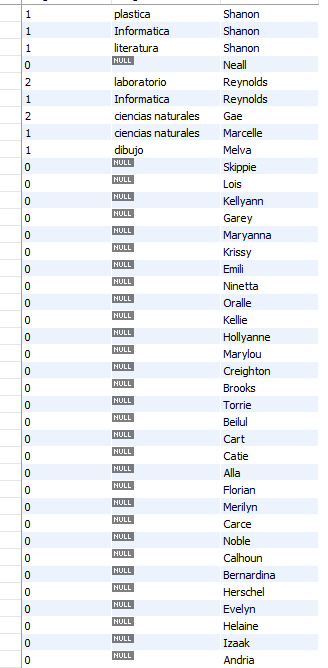 1 plastica Shanon
1 Informatica Shanon
1 literatura Shanon
0 NULL Neall
2 laboratorio Reynolds
1 Informatica Reynolds
2 ciencias naturales Gae
1 ciencias naturales Marcelle
1 dibujo Melva
0 NULL Skippie
0 NULL Lois
0 NULL Kellyann
0 NULL Garey
0 NULL Maryanna
0 NULL Krissy
0 NULL Emili
0 NULL Ninetta
0 NULL Oralle
0 NULL Kellie
0 NULL Hollyanne
0 NULL Marylou
0 NULL Creighton
0 NULL Brooks
0 NULL Torrie
0 NULL Beilul
0 NULL Cart
0 NULL Catie
0 NULL Alla
0 NULL Florian
0 NULL Merilyn
0 NULL Carce
0 NULL Noble
0 NULL Calhoun
0 NULL Bernardina
0 NULL Herschel
0 NULL Evelyn
0 NULL Helaine
0 NULL Izaak
0 NULL Andria